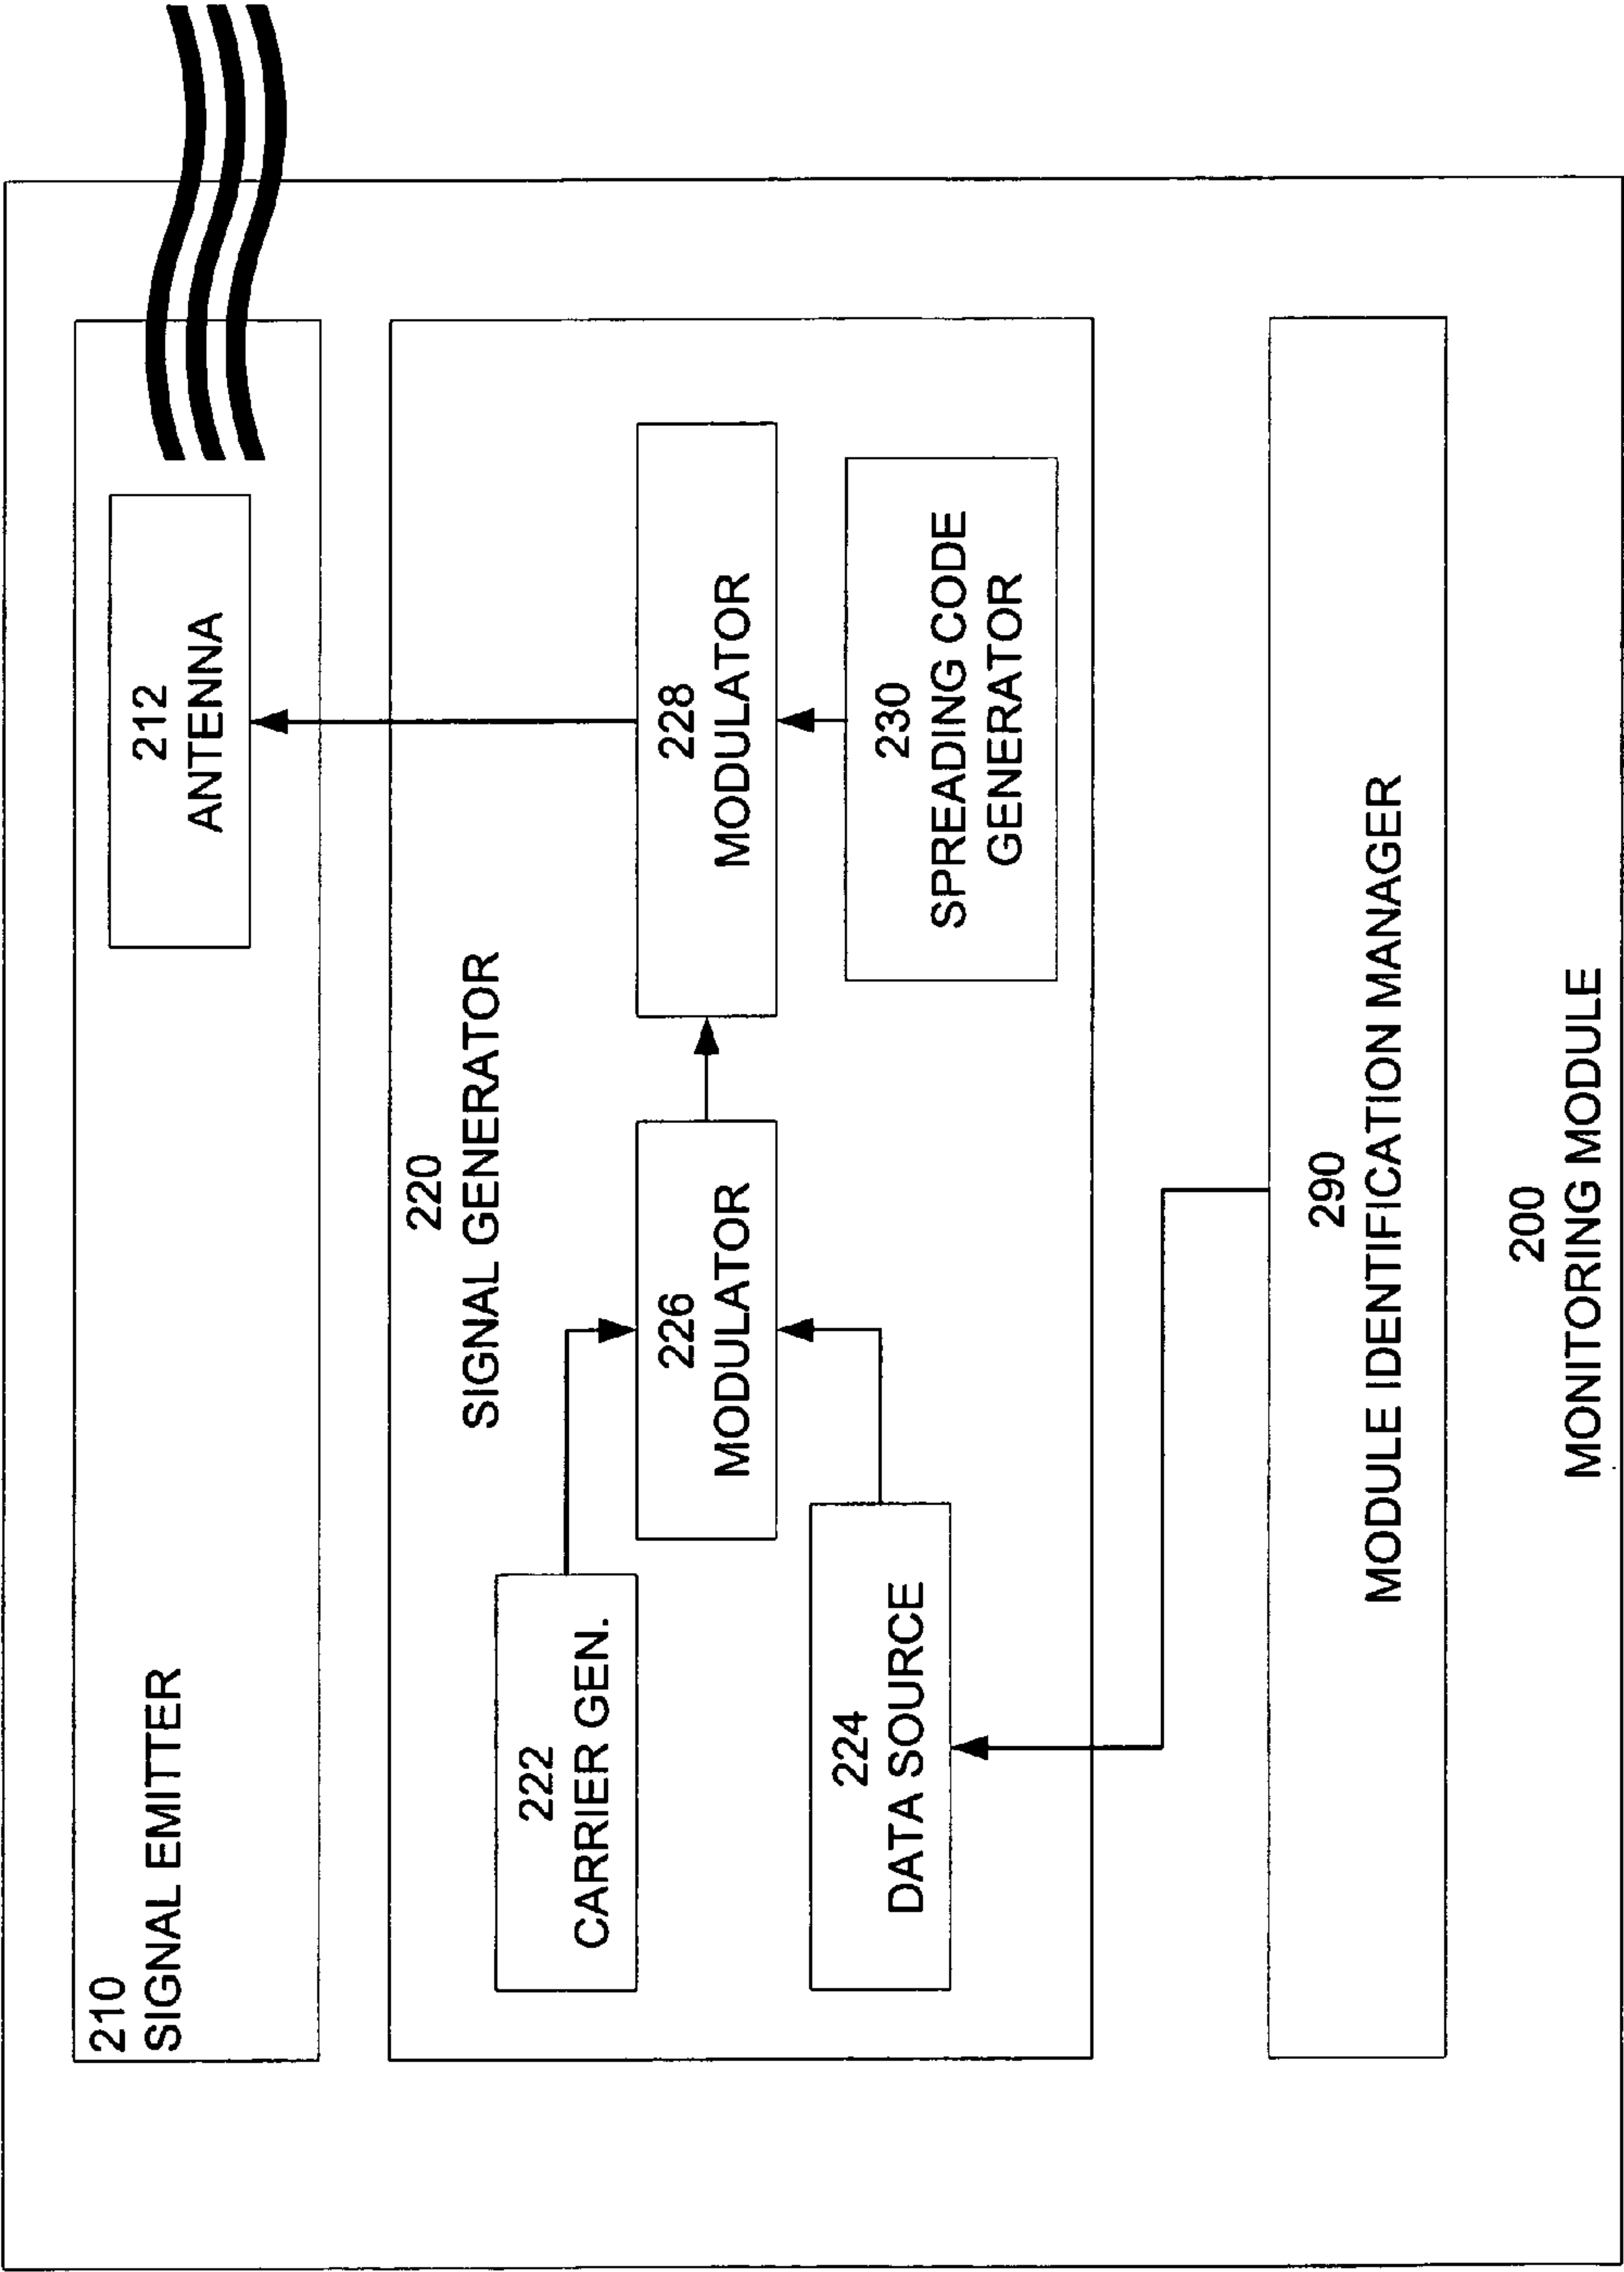 210
SIGNAL EMITTER
212
ANTENNA
220
SIGNAL GENERATOR
222
CARRIER GEN.
224
DATA SOURCE
226
MODULATOR
228
MODULATOR
230
SPREADING CODE
GENERATOR
290
MODULE IDENTIFICATION MANAGER
200
MONITORING MODULE